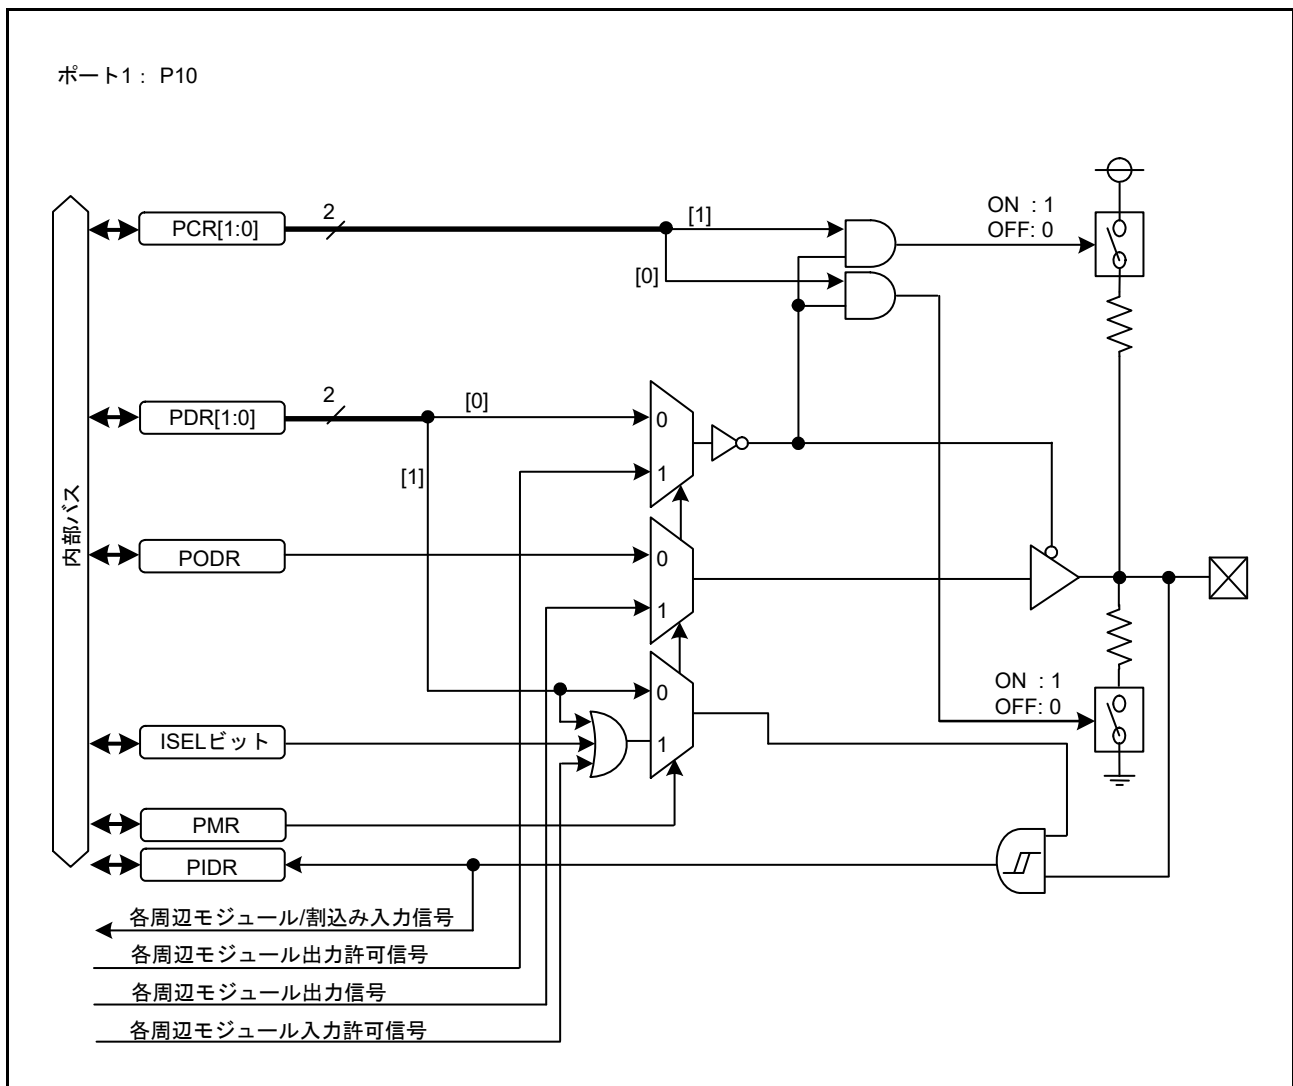 ポート1： P10
PCR[1:0]
2
[1]
[0]
ON : 1
OFF: 0
PDR[1:0]
2
[0]
[1]
0
1
内部バス
PODR
0
1
ISELビット
0
1
ON : 1
OFF: 0
PMR
PIDR
各周辺モジュール/割込み入力信号
各周辺モジュール出力許可信号
各周辺モジュール出力信号
各周辺モジュール入力許可信号